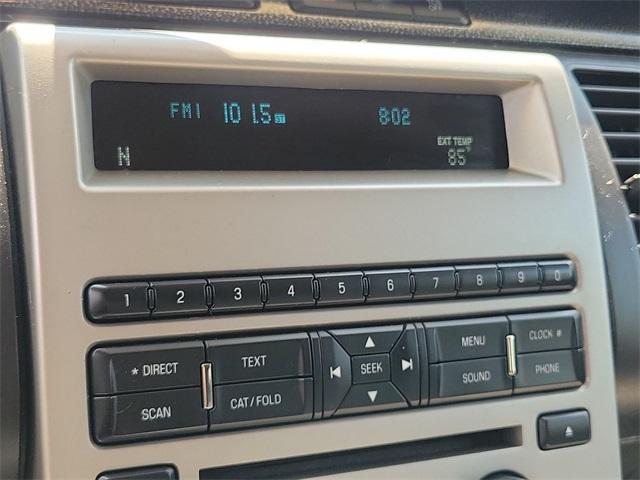 FM1 101.5 ST 8:02
N EXT TEMP 85°F
1 2 3 4 5 6 7 8 9 0
* DIRECT TEXT SEEK MENU CLOCK #
SCAN CAT/FOLD SOUND PHONE